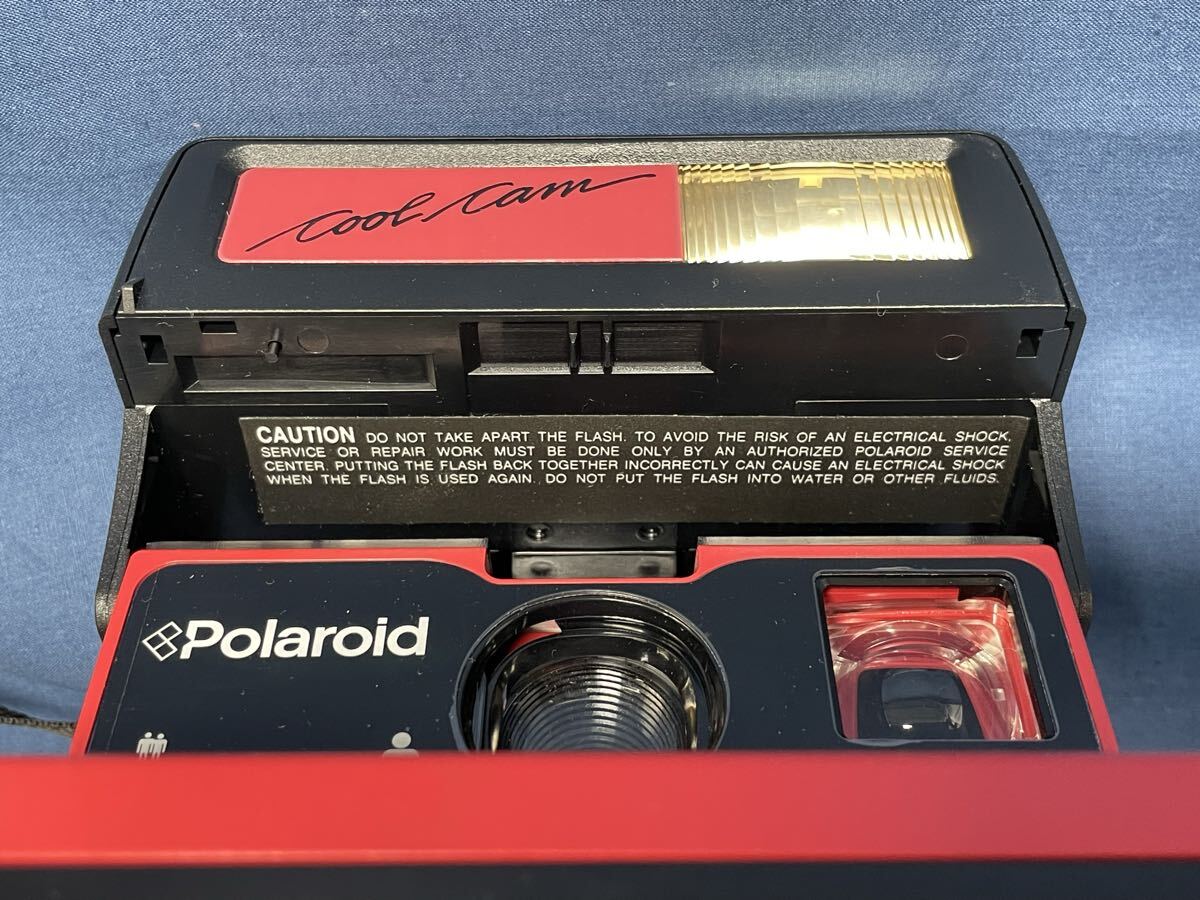 Cool Cam
CAUTION DO NOT TAKE APART THE FLASH. TO AVOID THE RISK OF AN ELECTRICAL SHOCK,
SERVICE OR REPAIR WORK MUST BE DONE ONLY BY AN AUTHORIZED POLAROID SERVICE
CENTER. PUTTING THE FLASH BACK TOGETHER INCORRECTLY CAN CAUSE AN ELECTRICAL SHOCK
WHEN THE FLASH IS USED AGAIN. DO NOT PUT THE FLASH INTO WATER OR OTHER FLUIDS.
Polaroid